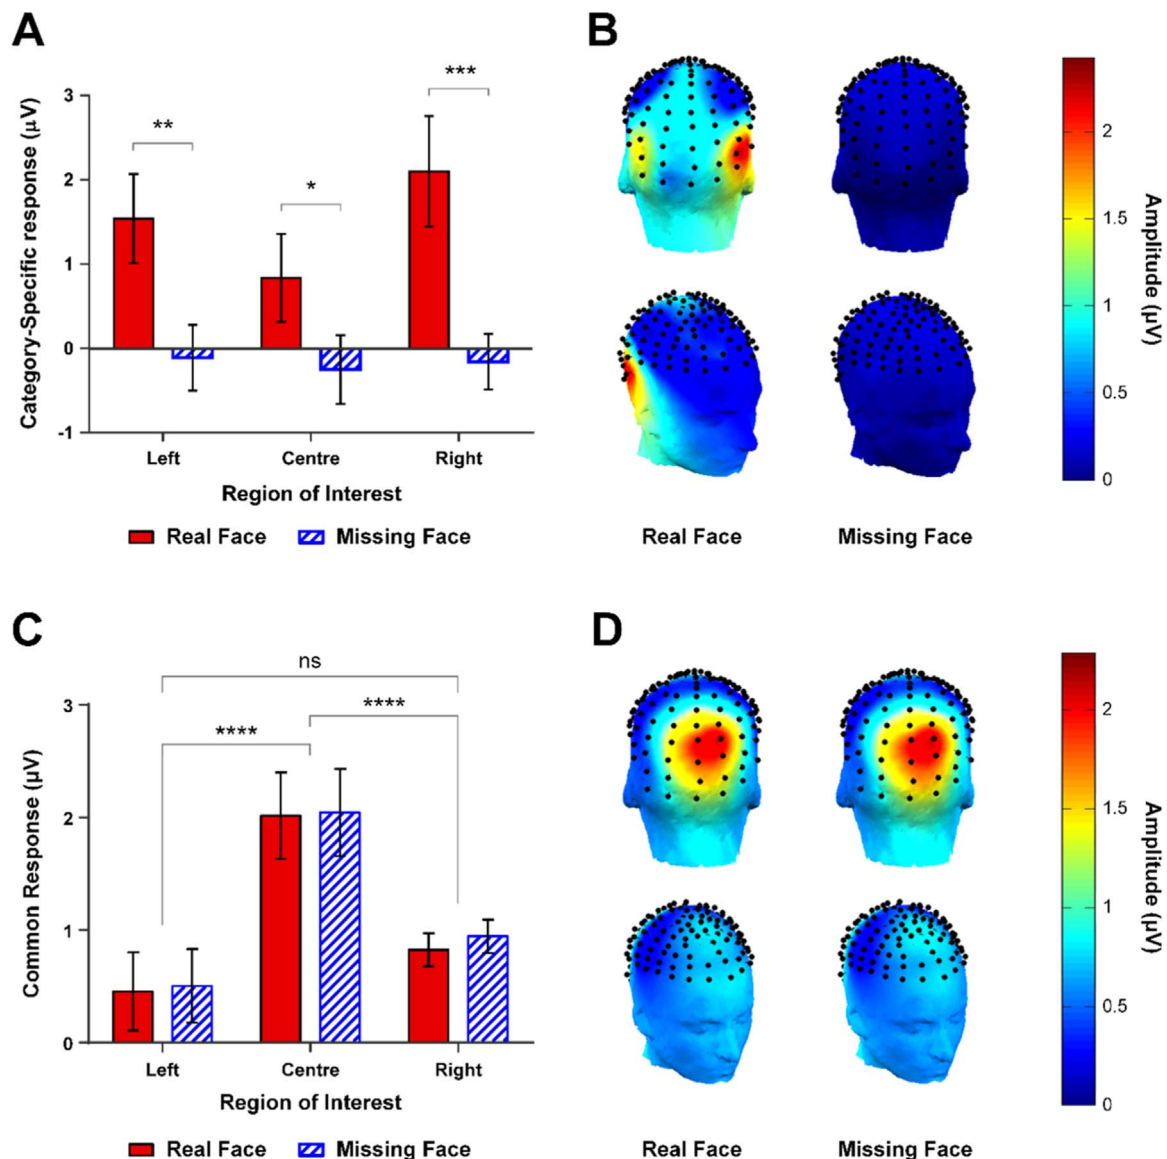 A
Category-Specific response (µV)
3
2
1
0
-1
**
*
***
Left
Centre
Right
Region of Interest
Real Face
Missing Face
B
2
1.5
1
0.5
0
Amplitude (µV)
Real Face
Missing Face
C
Common Response (µV)
3
2
1
0
ns
****
****
Left
Centre
Right
Region of Interest
Real Face
Missing Face
D
2
1.5
1
0.5
0
Amplitude (µV)
Real Face
Missing Face